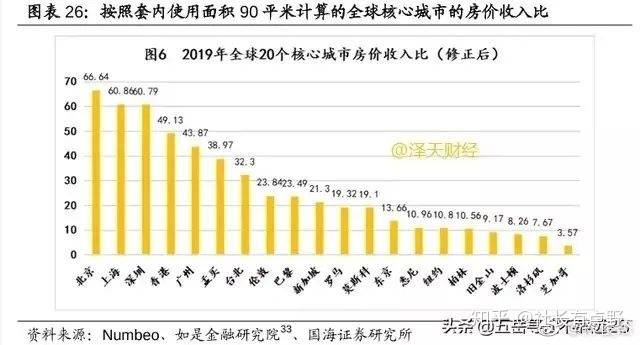 图表 26：按照套内使用面积 90 平米计算的全球核心城市的房价收入比
图6 2019年全球20个核心城市房价收入比（修正后）
70
60
50
40
30
20
10
0
66.64
60.86
60.79
49.13
43.87
38.97
32.3
23.84
23.49
21.3
19.32
19.1
13.66
10.96
10.8
10.56
9.17
8.26
7.67
3.57
@泽天财经
北京
上海
深圳
香港
广州
孟买
台北
伦敦
巴黎
新加坡
罗马
莫斯科
东京
悉尼
纽约
柏林
旧金山
波士顿
洛杉矶
芝加哥
资料来源：Numbeo、如是金融研究院33、国海证券研究所
知乎 @社长有点野